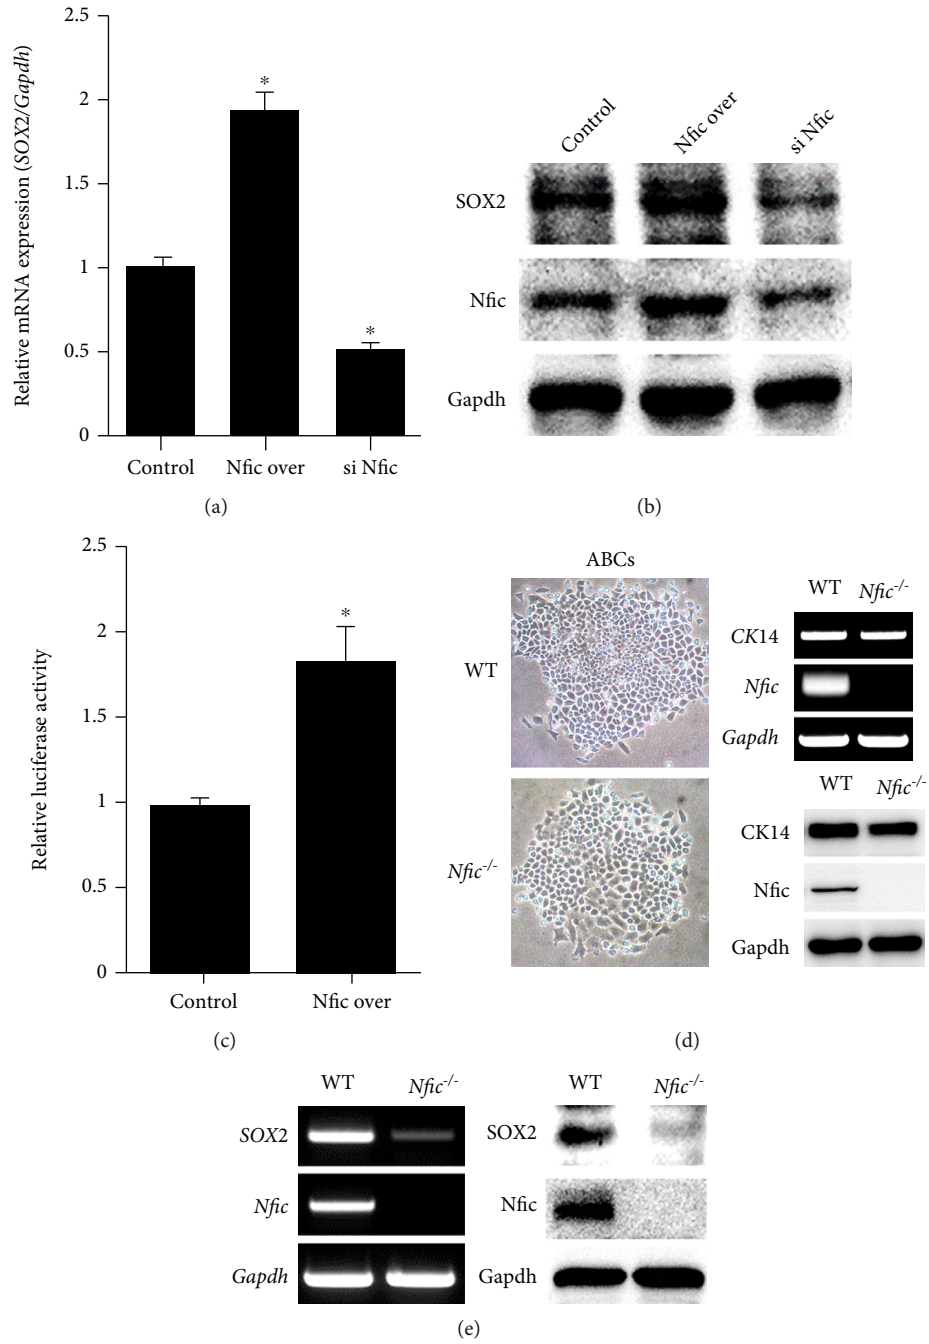 Relative mRNA expression (SOX2/Gapdh)
2.5
2
1.5
1
0.5
0
*
*
Control Nfic over si Nfic
(a)
Control Nfic over si Nfic
SOX2
Nfic
Gapdh
(b)
Relative luciferase activity
2.5
2
1.5
1
0.5
0
*
Control Nfic over
(c)
ABCs
WT
Nfic-/-
WT Nfic-/-
CK14
Nfic
Gapdh
WT Nfic-/-
CK14
Nfic
Gapdh
(d)
WT Nfic-/-
SOX2
Nfic
Gapdh
WT Nfic-/-
SOX2
Nfic
Gapdh
(e)